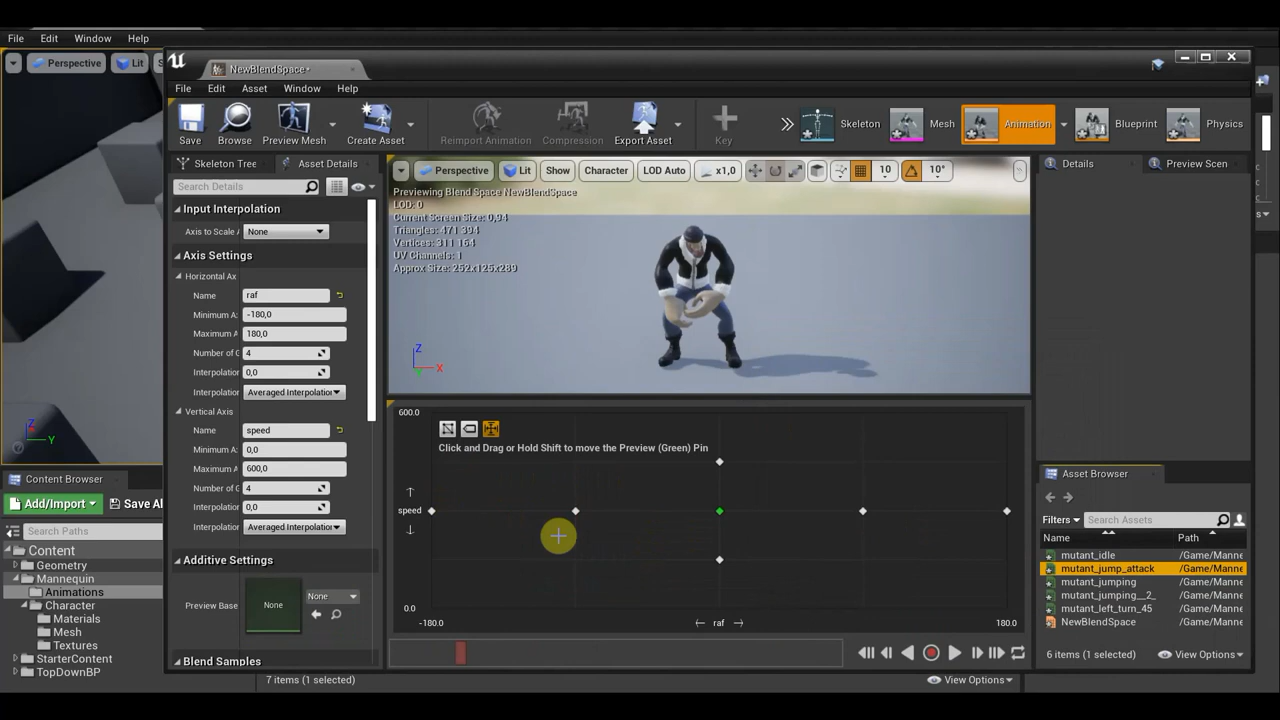 File Edit Window Help
Perspective Lit
NewBlendSpace*
File Edit Asset Window Help
Save Browse Preview Mesh Create Asset Reimport Animation Compression Export Asset Key Skeleton Mesh Animation Blueprint Physics
Skeleton Tree Asset Details
Search Details
Input Interpolation
Axis to Scale None
Axis Settings
Horizontal Ax
Name raf
Minimum A: -180,0
Maximum A 180,0
Number of G 4
Interpolation 0,0
Interpolation Averaged Interpolation
Vertical Axis
Name speed
Minimum A: 0,0
Maximum A 600,0
Number of G 4
Interpolation 0,0
Interpolation Averaged Interpolation
Additive Settings
Preview Base None None
Blend Samples
Perspective Lit Show Character LOD Auto x1,0 10 10°
Previewing Blend Space NewBlendSpace
LOD: 0
Current Screen Size: 0,94
Triangles: 471 394
Vertices: 311 164
UV Channels: 1
Approx Size: 252x125x280
Z
X
600.0
Click and Drag or Hold Shift to move the Preview (Green) Pin
speed
0.0
-180.0 raf 180.0
Details Preview Scen
Asset Browser
Filters Search Assets
Name Path
mutant_idle /Game/Manne
mutant_jump_attack /Game/Manne
mutant_jumping /Game/Manne
mutant_jumping__2_ /Game/Manne
mutant_left_turn_45 /Game/Manne
NewBlendSpace /Game/Manne
6 items (1 selected) View Options
Z
Y
Content Browser
Add/Import Save Al
Search Paths
Content
Geometry
Mannequin
Animations
Character
Materials
Mesh
Textures
StarterContent
TopDownBP
7 items (1 selected) View Options